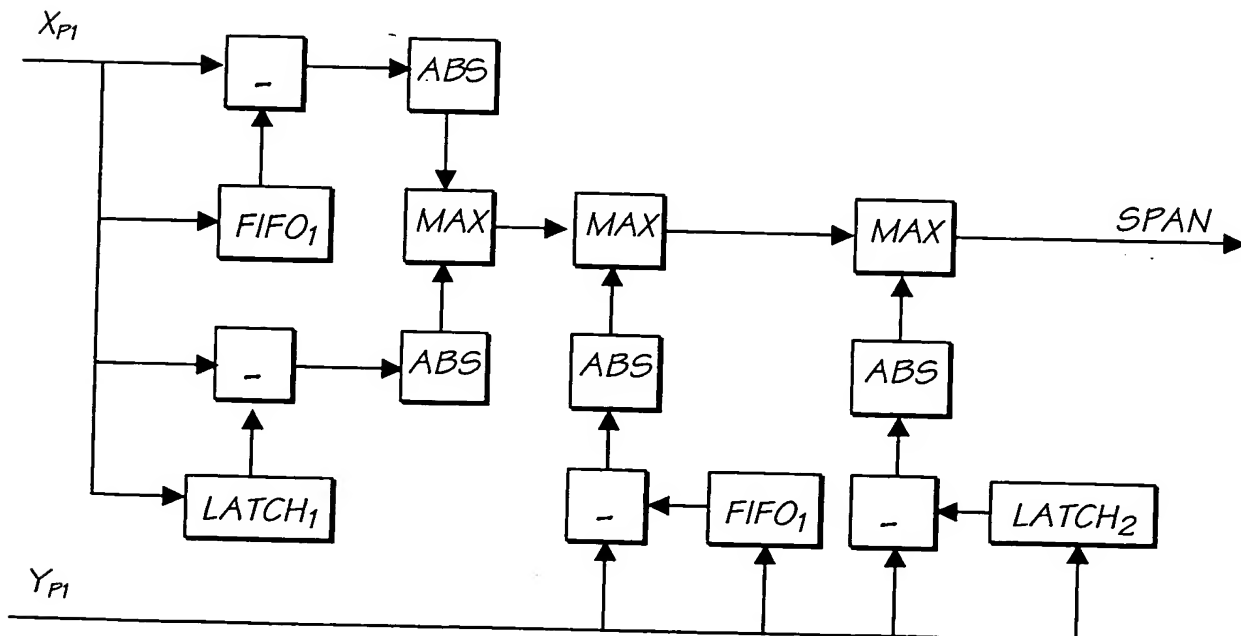 X_P1
-
ABS
FIFO_1
MAX
MAX
MAX
SPAN
-
ABS
ABS
ABS
LATCH_1
-
FIFO_1
-
LATCH_2
Y_P1